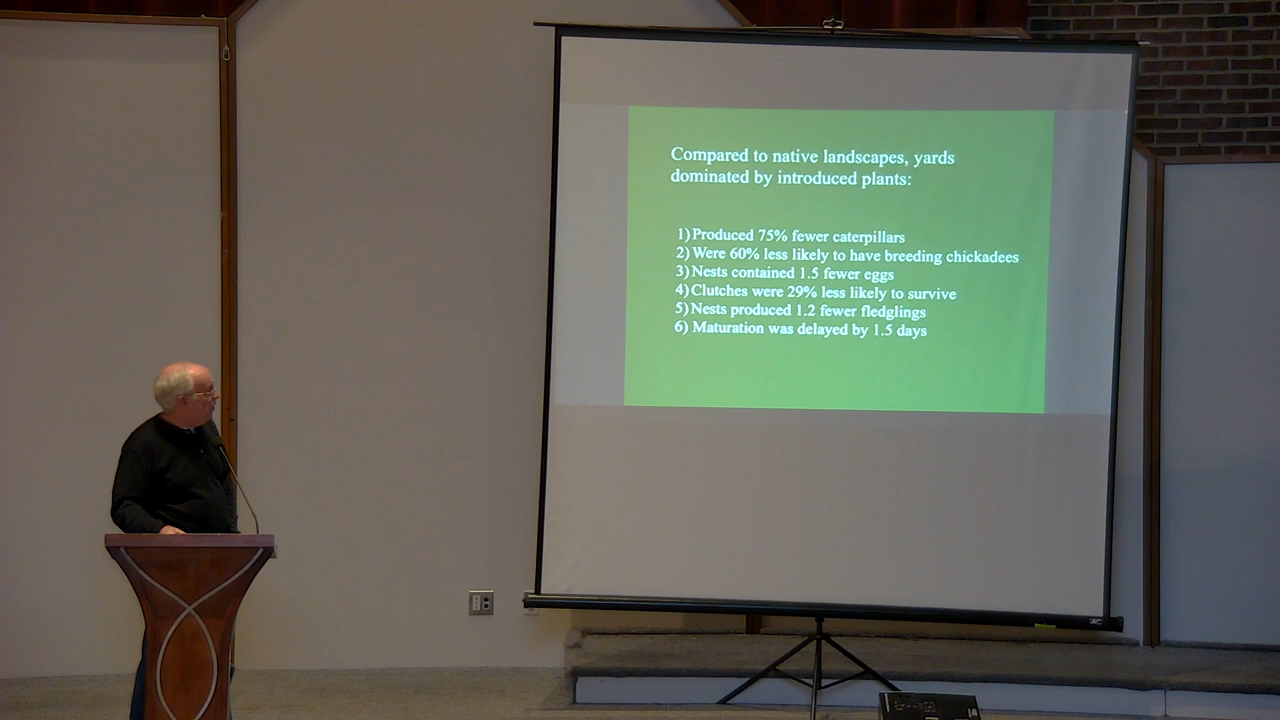 Compared to native landscapes, yards
dominated by introduced plants:
1) Produced 75% fewer caterpillars
2) Were 60% less likely to have breeding chickadees
3) Nests contained 1.5 fewer eggs
4) Clutches were 29% less likely to survive
5) Nests produced 1.2 fewer fledglings
6) Maturation was delayed by 1.5 days